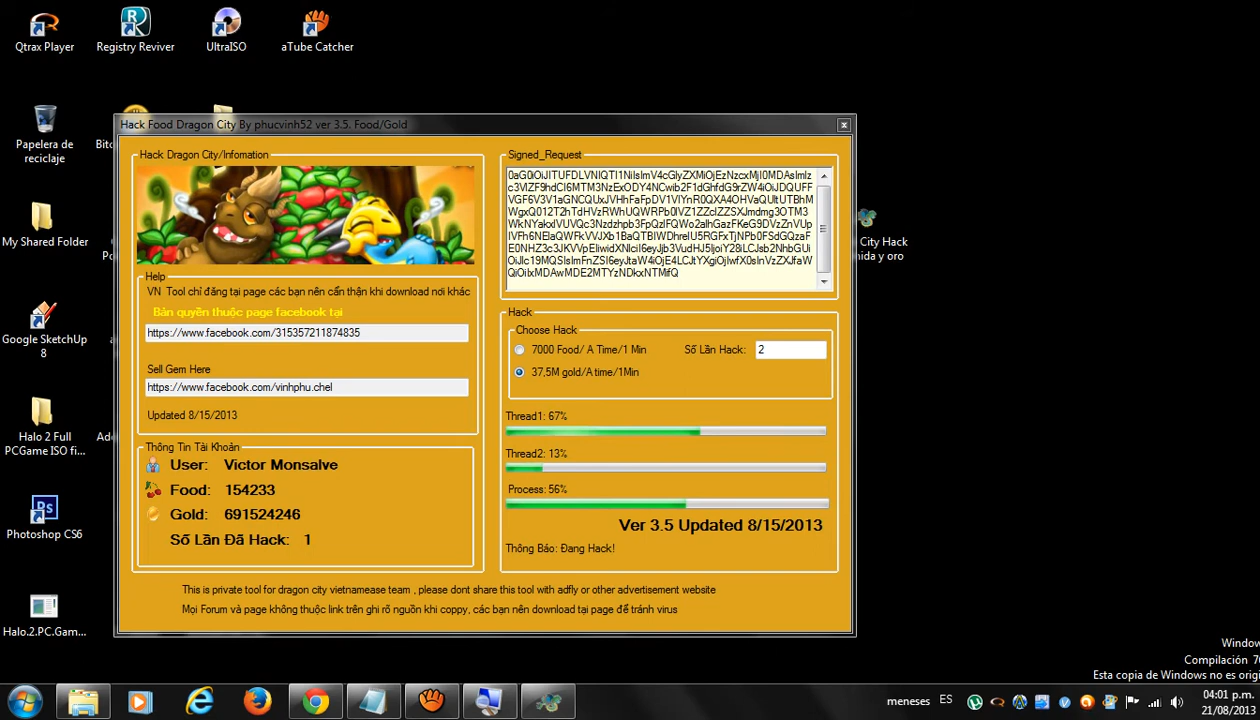 Qtrax Player
Registry Reviver
UltraISO
aTube Catcher
Papelera de
reciclaje
My Shared Folder
Google SketchUp
8
Halo 2 Full
PCGame ISO fi...
Photoshop CS6
Halo.2.PC.Gam...
City Hack
Hack Food Dragon City By phucvinh52 ver 3.5. Food/Gold
Hack Dragon City/Infomation
Help
VN Tool chỉ đăng tại page các bạn nên cẩn thận khi download nơi khác
Bản quyền thuộc page facebook tại
https://www.facebook.com/315357211874835
Sell Gem Here
https://www.facebook.com/vinhphu.chel
Updated 8/15/2013
Thông Tin Tài Khoản
User: Victor Monsalve
Food: 154233
Gold: 691524246
Số Lần Đã Hack: 1
Signed_Request
Hack
Choose Hack
7000 Food/ A Time/1 Min
Số Lần Hack: 2
37,5M gold/A time/1Min
Thread1: 67%
Thread2: 13%
Process: 56%
Ver 3.5 Updated 8/15/2013
Thông Báo: Đang Hack!
This is private tool for dragon city vietnamease team , please dont share this tool with adfly or other advertisement website
Mọi Forum và page không thuộc link trên ghi rõ nguồn khi coppy, các bạn nên download tại page để tránh virus
Window
Compilación 7
Esta copia de Windows no es origi
meneses ES
04:01 p.m.
21/08/2013